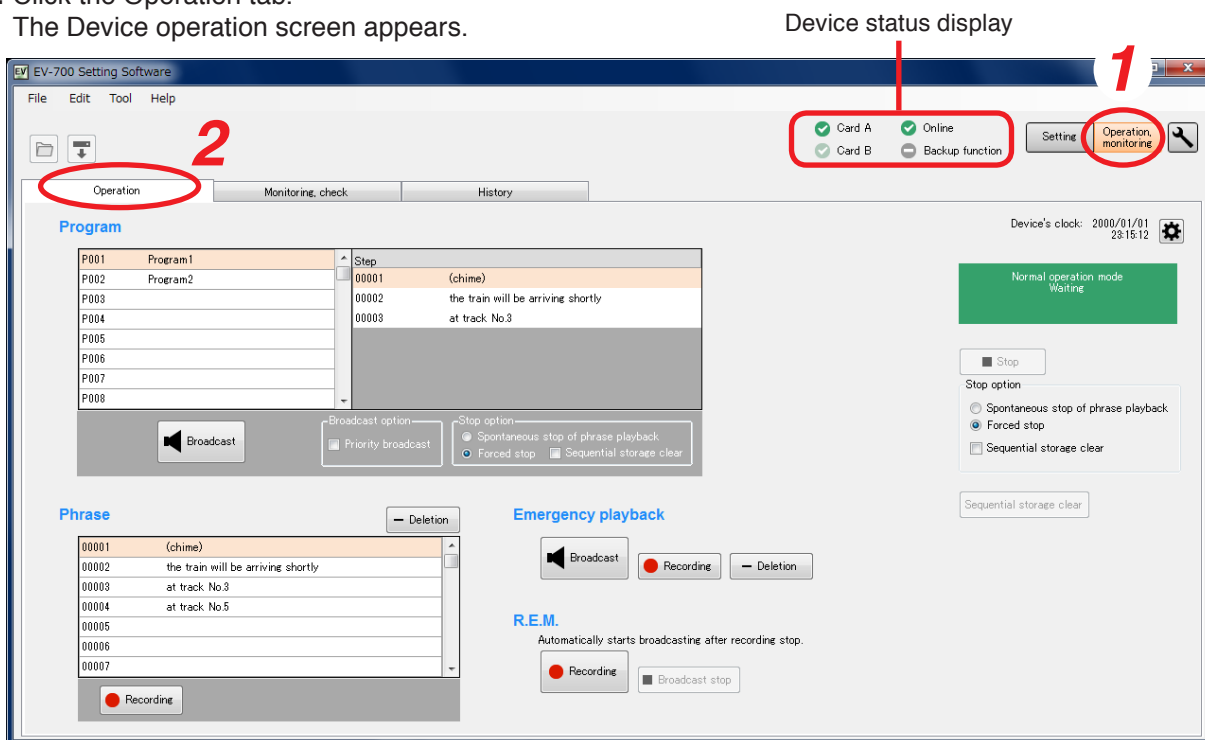 Click the Operation tab.
The Device operation screen appears.
Device status display
EV EV-700 Setting Software
1
File Edit Tool Help
2
Card A Online
Card B Backup function
Setting
Operation,
monitoring
Operation Monitoring, check History
Program
Device's clock: 2000/01/01
23:15:12
P001 Program1
P002 Program2
P003
P004
P005
P006
P007
P008
Step
00001 (chime)
00002 the train will be arriving shortly
00003 at track No.3
Normal operation mode
Waiting
Stop
Stop option
Spontaneous stop of phrase playback
Forced stop
Sequential storage clear
Broadcast
Broadcast option
Priority broadcast
Stop option
Spontaneous stop of phrase playback
Forced stop Sequential storage clear
Sequential storage clear
Phrase
Deletion
00001 (chime)
00002 the train will be arriving shortly
00003 at track No.3
00004 at track No.5
00005
00006
00007
Recording
Emergency playback
Broadcast Recording Deletion
R.E.M.
Automatically starts broadcasting after recording stop.
Recording Broadcast stop